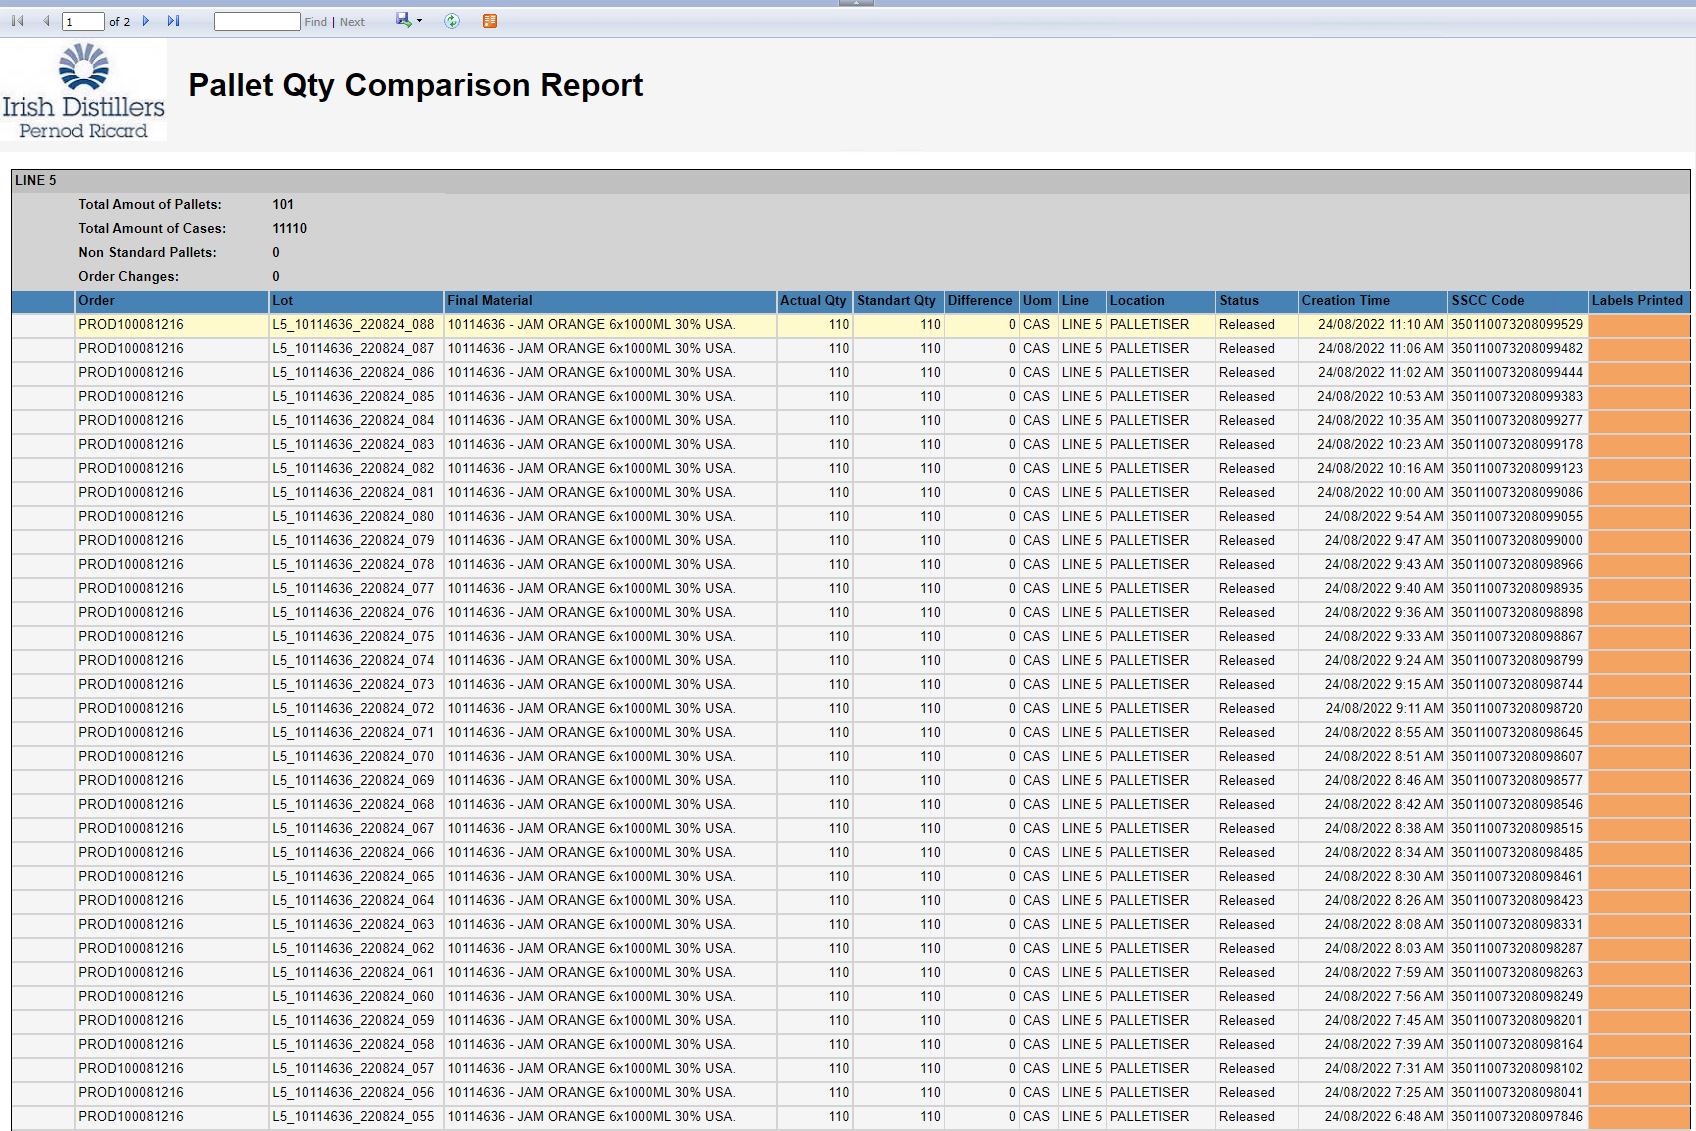 1 of 2 Find | Next
Irish Distillers
Pernod Ricard
Pallet Qty Comparison Report
LINE 5
Total Amout of Pallets: 101
Total Amount of Cases: 11110
Non Standard Pallets: 0
Order Changes: 0
Order Lot Final Material Actual Qty Standart Qty Difference Uom Line Location Status Creation Time SSCC Code Labels Printed
PROD100081216 L5_10114636_220824_088 10114636 - JAM ORANGE 6x1000ML 30% USA. 110 110 0 CAS LINE 5 PALLETISER Released 24/08/2022 11:10 AM 350110073208099529
PROD100081216 L5_10114636_220824_087 10114636 - JAM ORANGE 6x1000ML 30% USA. 110 110 0 CAS LINE 5 PALLETISER Released 24/08/2022 11:06 AM 350110073208099482
PROD100081216 L5_10114636_220824_086 10114636 - JAM ORANGE 6x1000ML 30% USA. 110 110 0 CAS LINE 5 PALLETISER Released 24/08/2022 11:02 AM 350110073208099444
PROD100081216 L5_10114636_220824_085 10114636 - JAM ORANGE 6x1000ML 30% USA. 110 110 0 CAS LINE 5 PALLETISER Released 24/08/2022 10:53 AM 350110073208099383
PROD100081216 L5_10114636_220824_084 10114636 - JAM ORANGE 6x1000ML 30% USA. 110 110 0 CAS LINE 5 PALLETISER Released 24/08/2022 10:35 AM 350110073208099277
PROD100081216 L5_10114636_220824_083 10114636 - JAM ORANGE 6x1000ML 30% USA. 110 110 0 CAS LINE 5 PALLETISER Released 24/08/2022 10:23 AM 350110073208099178
PROD100081216 L5_10114636_220824_082 10114636 - JAM ORANGE 6x1000ML 30% USA. 110 110 0 CAS LINE 5 PALLETISER Released 24/08/2022 10:16 AM 350110073208099123
PROD100081216 L5_10114636_220824_081 10114636 - JAM ORANGE 6x1000ML 30% USA. 110 110 0 CAS LINE 5 PALLETISER Released 24/08/2022 10:00 AM 350110073208099086
PROD100081216 L5_10114636_220824_080 10114636 - JAM ORANGE 6x1000ML 30% USA. 110 110 0 CAS LINE 5 PALLETISER Released 24/08/2022 9:54 AM 350110073208099055
PROD100081216 L5_10114636_220824_079 10114636 - JAM ORANGE 6x1000ML 30% USA. 110 110 0 CAS LINE 5 PALLETISER Released 24/08/2022 9:47 AM 350110073208099000
PROD100081216 L5_10114636_220824_078 10114636 - JAM ORANGE 6x1000ML 30% USA. 110 110 0 CAS LINE 5 PALLETISER Released 24/08/2022 9:43 AM 350110073208098966
PROD100081216 L5_10114636_220824_077 10114636 - JAM ORANGE 6x1000ML 30% USA. 110 110 0 CAS LINE 5 PALLETISER Released 24/08/2022 9:40 AM 350110073208098935
PROD100081216 L5_10114636_220824_076 10114636 - JAM ORANGE 6x1000ML 30% USA. 110 110 0 CAS LINE 5 PALLETISER Released 24/08/2022 9:36 AM 350110073208098898
PROD100081216 L5_10114636_220824_075 10114636 - JAM ORANGE 6x1000ML 30% USA. 110 110 0 CAS LINE 5 PALLETISER Released 24/08/2022 9:33 AM 350110073208098867
PROD100081216 L5_10114636_220824_074 10114636 - JAM ORANGE 6x1000ML 30% USA. 110 110 0 CAS LINE 5 PALLETISER Released 24/08/2022 9:24 AM 350110073208098799
PROD100081216 L5_10114636_220824_073 10114636 - JAM ORANGE 6x1000ML 30% USA. 110 110 0 CAS LINE 5 PALLETISER Released 24/08/2022 9:15 AM 350110073208098744
PROD100081216 L5_10114636_220824_072 10114636 - JAM ORANGE 6x1000ML 30% USA. 110 110 0 CAS LINE 5 PALLETISER Released 24/08/2022 9:11 AM 350110073208098720
PROD100081216 L5_10114636_220824_071 10114636 - JAM ORANGE 6x1000ML 30% USA. 110 110 0 CAS LINE 5 PALLETISER Released 24/08/2022 8:55 AM 350110073208098645
PROD100081216 L5_10114636_220824_070 10114636 - JAM ORANGE 6x1000ML 30% USA. 110 110 0 CAS LINE 5 PALLETISER Released 24/08/2022 8:51 AM 350110073208098607
PROD100081216 L5_10114636_220824_069 10114636 - JAM ORANGE 6x1000ML 30% USA. 110 110 0 CAS LINE 5 PALLETISER Released 24/08/2022 8:46 AM 350110073208098577
PROD100081216 L5_10114636_220824_068 10114636 - JAM ORANGE 6x1000ML 30% USA. 110 110 0 CAS LINE 5 PALLETISER Released 24/08/2022 8:42 AM 350110073208098546
PROD100081216 L5_10114636_220824_067 10114636 - JAM ORANGE 6x1000ML 30% USA. 110 110 0 CAS LINE 5 PALLETISER Released 24/08/2022 8:38 AM 350110073208098515
PROD100081216 L5_10114636_220824_066 10114636 - JAM ORANGE 6x1000ML 30% USA. 110 110 0 CAS LINE 5 PALLETISER Released 24/08/2022 8:34 AM 350110073208098485
PROD100081216 L5_10114636_220824_065 10114636 - JAM ORANGE 6x1000ML 30% USA. 110 110 0 CAS LINE 5 PALLETISER Released 24/08/2022 8:30 AM 350110073208098461
PROD100081216 L5_10114636_220824_064 10114636 - JAM ORANGE 6x1000ML 30% USA. 110 110 0 CAS LINE 5 PALLETISER Released 24/08/2022 8:26 AM 350110073208098423
PROD100081216 L5_10114636_220824_063 10114636 - JAM ORANGE 6x1000ML 30% USA. 110 110 0 CAS LINE 5 PALLETISER Released 24/08/2022 8:08 AM 350110073208098331
PROD100081216 L5_10114636_220824_062 10114636 - JAM ORANGE 6x1000ML 30% USA. 110 110 0 CAS LINE 5 PALLETISER Released 24/08/2022 8:03 AM 350110073208098287
PROD100081216 L5_10114636_220824_061 10114636 - JAM ORANGE 6x1000ML 30% USA. 110 110 0 CAS LINE 5 PALLETISER Released 24/08/2022 7:59 AM 350110073208098263
PROD100081216 L5_10114636_220824_060 10114636 - JAM ORANGE 6x1000ML 30% USA. 110 110 0 CAS LINE 5 PALLETISER Released 24/08/2022 7:56 AM 350110073208098249
PROD100081216 L5_10114636_220824_059 10114636 - JAM ORANGE 6x1000ML 30% USA. 110 110 0 CAS LINE 5 PALLETISER Released 24/08/2022 7:45 AM 350110073208098201
PROD100081216 L5_10114636_220824_058 10114636 - JAM ORANGE 6x1000ML 30% USA. 110 110 0 CAS LINE 5 PALLETISER Released 24/08/2022 7:39 AM 350110073208098164
PROD100081216 L5_10114636_220824_057 10114636 - JAM ORANGE 6x1000ML 30% USA. 110 110 0 CAS LINE 5 PALLETISER Released 24/08/2022 7:31 AM 350110073208098102
PROD100081216 L5_10114636_220824_056 10114636 - JAM ORANGE 6x1000ML 30% USA. 110 110 0 CAS LINE 5 PALLETISER Released 24/08/2022 7:25 AM 350110073208098041
PROD100081216 L5_10114636_220824_055 10114636 - JAM ORANGE 6x1000ML 30% USA. 110 110 0 CAS LINE 5 PALLETISER Released 24/08/2022 6:48 AM 350110073208097846